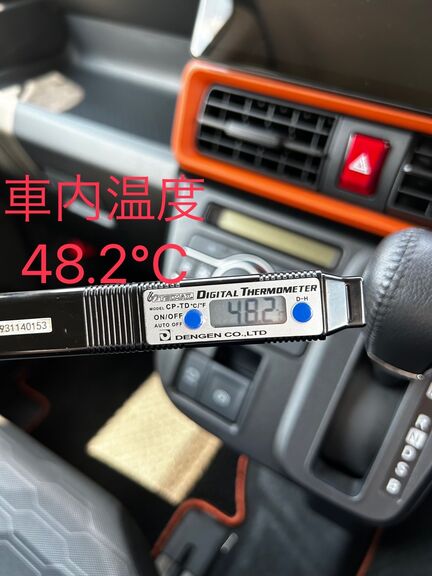 車内温度
48.2℃
DIGITAL THERMOMETER
MODEL CP-TD °C/°F
D-H
ON/OFF
AUTO OFF
48.2
DENGEN CO.,LTD
931140153
R
N
D
S
B